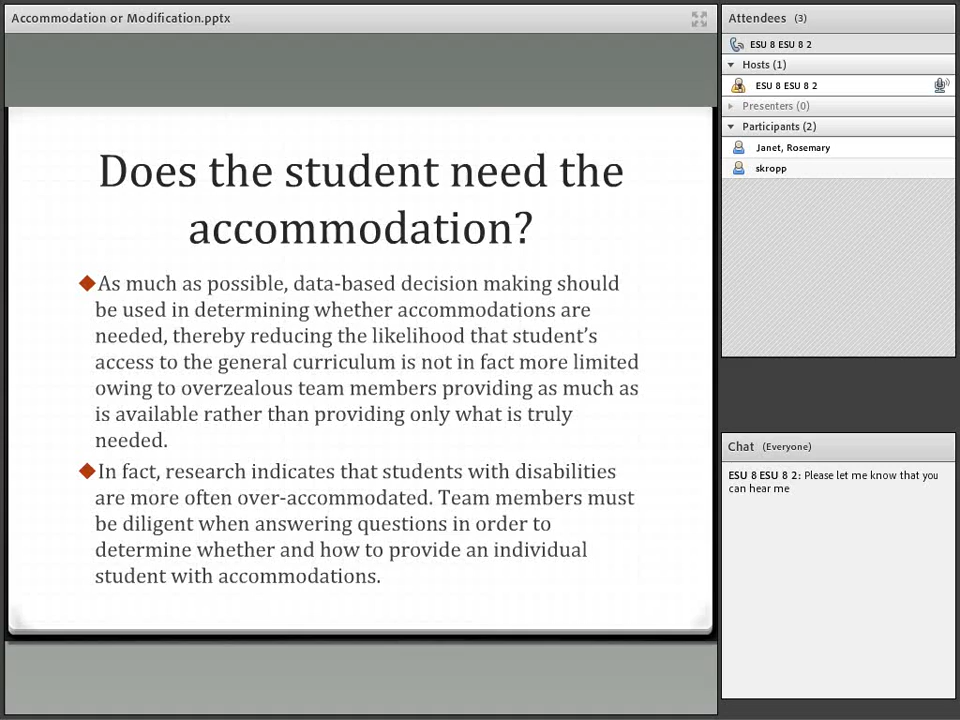 Accommodation or Modification.pptx
Does the student need the
accommodation?
As much as possible, data-based decision making should
be used in determining whether accommodations are
needed, thereby reducing the likelihood that student's
access to the general curriculum is not in fact more limited
owing to overzealous team members providing as much as
is available rather than providing only what is truly
needed.
In fact, research indicates that students with disabilities
are more often over-accommodated. Team members must
be diligent when answering questions in order to
determine whether and how to provide an individual
student with accommodations.
Attendees (3)
ESU 8 ESU 8 2
Hosts (1)
ESU 8 ESU 8 2
Presenters (0)
Participants (2)
Janet, Rosemary
skropp
Chat (Everyone)
ESU 8 ESU 8 2: Please let me know that you
can hear me